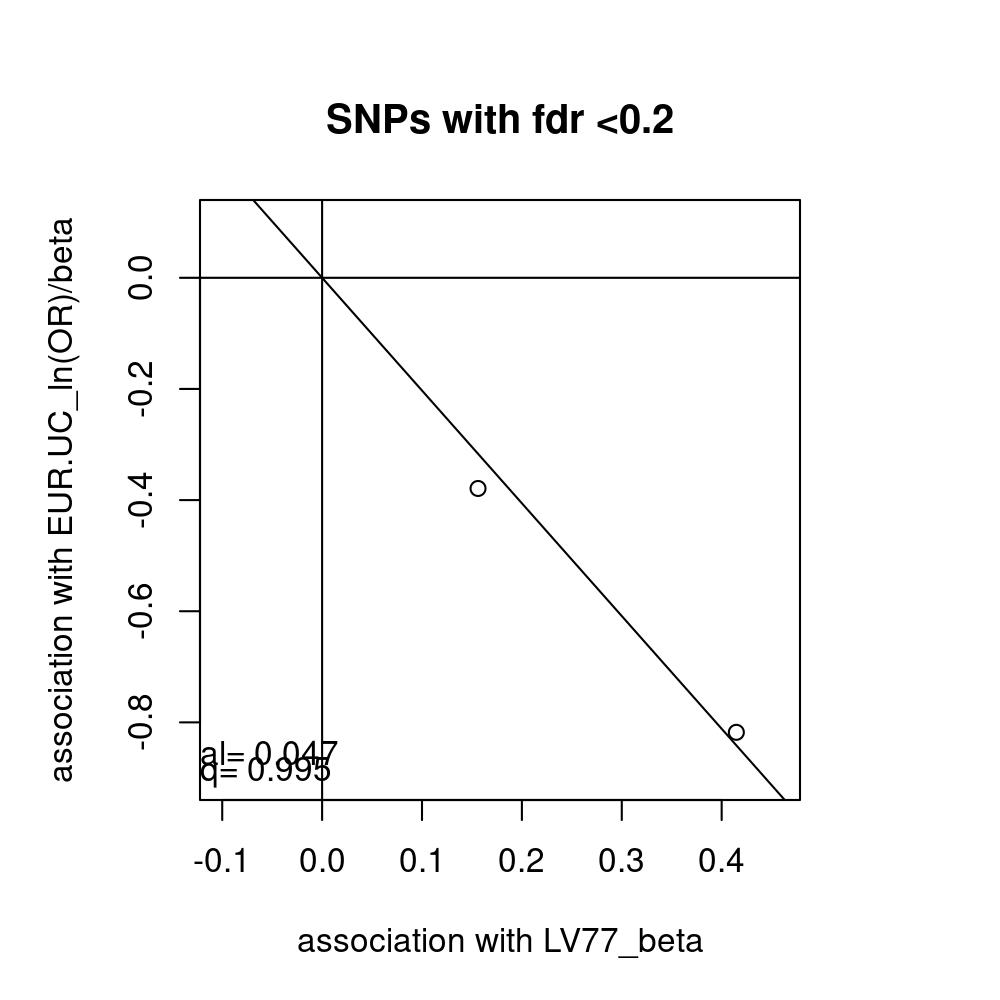 SNPs with fdr <0.2
association with EUR.UC_ln(OR)/beta
0.0
-0.2
-0.4
-0.6
-0.8
al= 0.047
q= 0.995
-0.1 0.0 0.1 0.2 0.3 0.4
association with LV77_beta